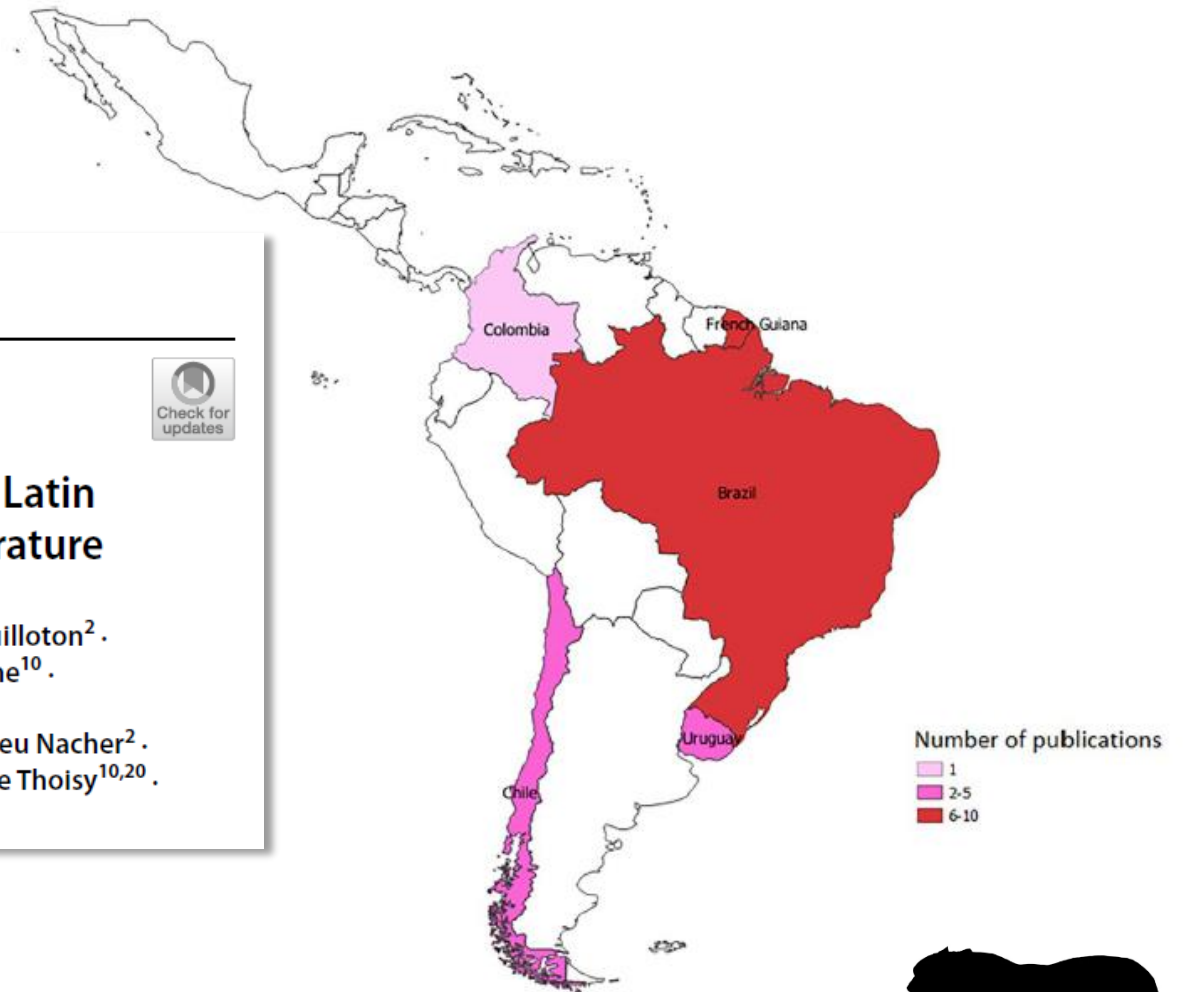 Check for
updates
Latin
rature
uilloton2 ·
ne10 ·
eu Nacher2 ·
e Thoisy10,20 ·
Colombia
French Guiana
Brazil
Uruguay
Chile
Number of publications
1
2-5
6-10